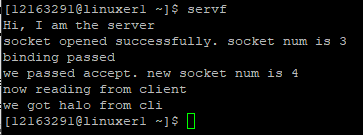 [12163291@linuxer1 ~]$ servf
Hi, I am the server
socket opened successfully. socket num is 3
binding passed
we passed accept. new socket num is 4
now reading from client
we got halo from cli
[12163291@linuxer1 ~]$